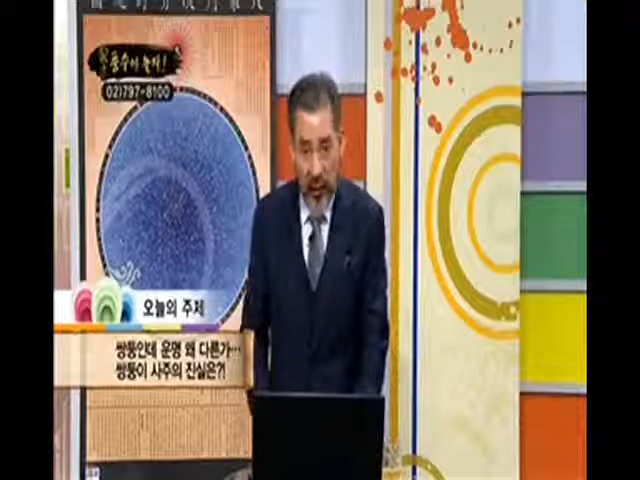 풍수야 놀자!
02)797-8100
오늘의 주제
쌍둥인데 운명 왜 다른가…
쌍둥이 사주의 진실은?!